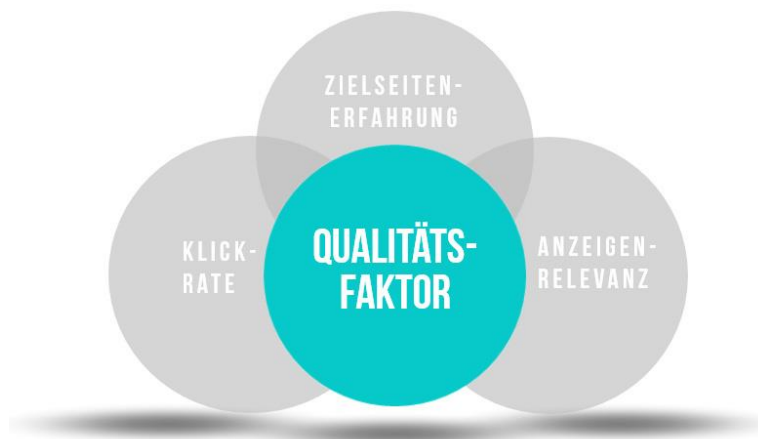 ZIELSEITEN-
ERFAHRUNG
KLICK-
RATE
QUALITÄTS-
FAKTOR
ANZEIGEN-
RELEVANZ